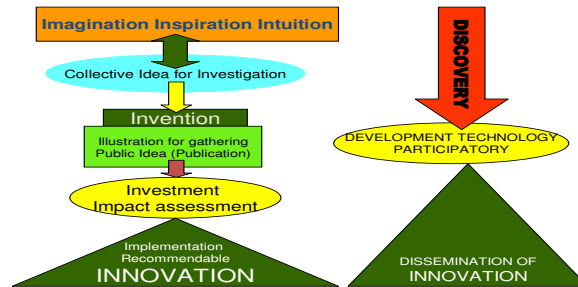 Imagination Inspiration Intuition
Collective Idea for Investigation
Invention
Illustration for gathering
Public Idea (Publication)
Investment
Impact assessment
Implementation
Recommendable
INNOVATION
DISCOVERY
DEVELOPMENT TECHNOLOGY
PARTICIPATORY
DISSEMINATION OF
INNOVATION